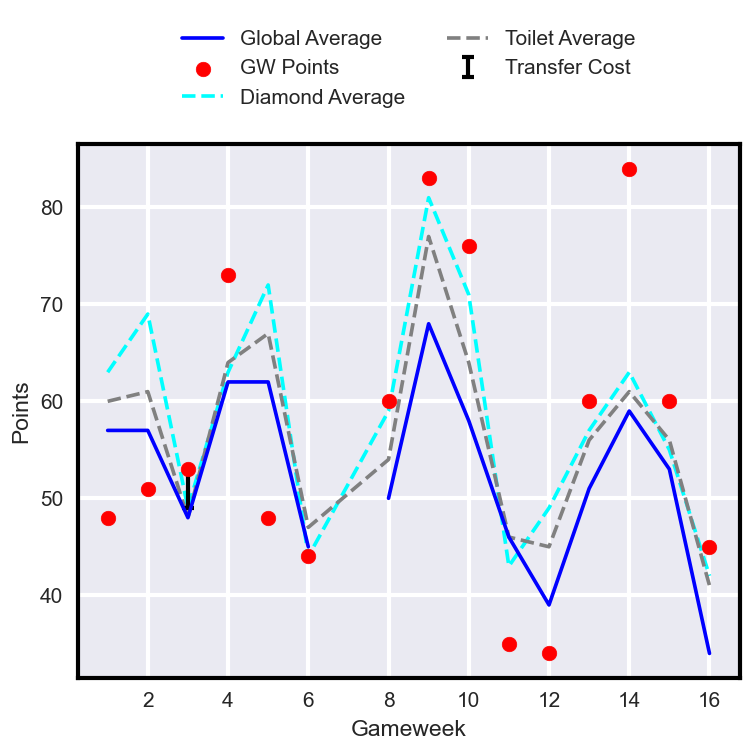 Global Average
GW Points
Diamond Average
Toilet Average
Transfer Cost
80
70
60
50
40
Points
2 4 6 8 10 12 14 16
Gameweek